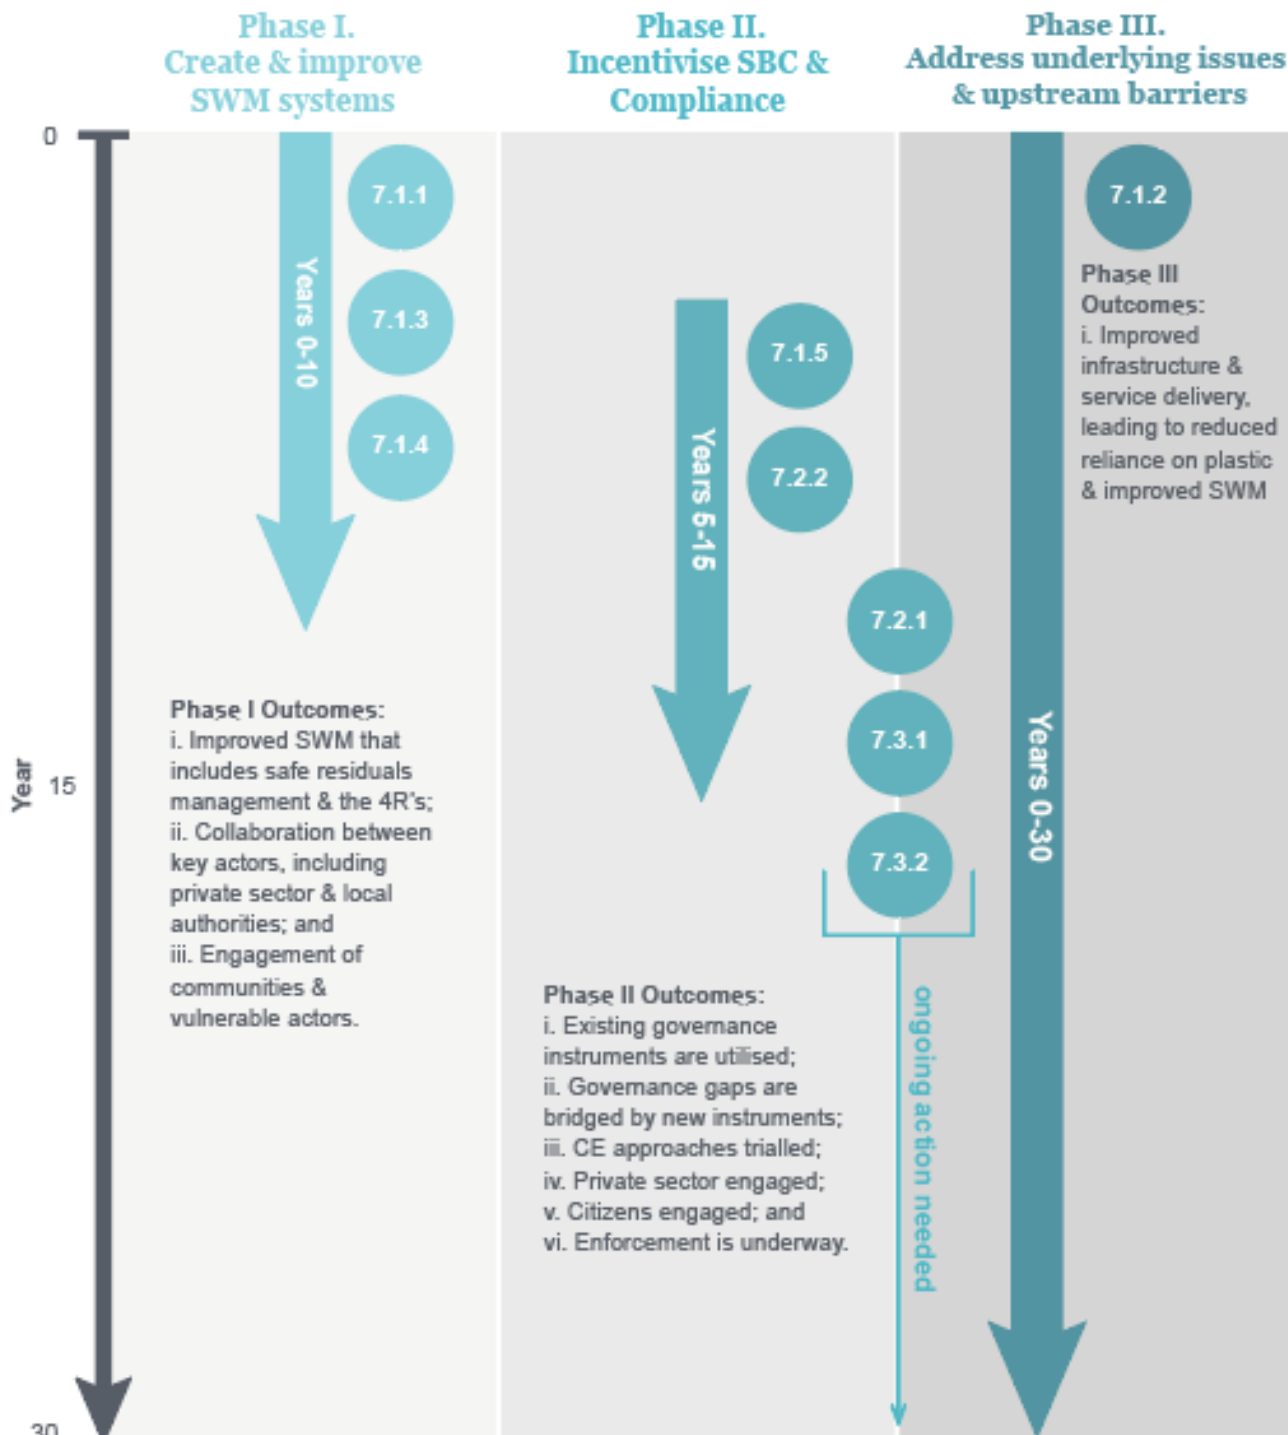 Phase I.
Create & improve
SWM systems
Phase II.
Incentivise SBC &
Compliance
Phase III.
Address underlying issues
& upstream barriers
0
Year
15
30
Years 0-10
7.1.1
7.1.3
7.1.4
Phase I Outcomes:
i. Improved SWM that
includes safe residuals
management & the 4R's;
ii. Collaboration between
key actors, including
private sector & local
authorities; and
iii. Engagement of
communities &
vulnerable actors.
Years 5-15
7.1.5
7.2.2
7.2.1
7.3.1
7.3.2
ongoing action needed
Phase II Outcomes:
i. Existing governance
instruments are utilised;
ii. Governance gaps are
bridged by new instruments;
iii. CE approaches trialled;
iv. Private sector engaged;
v. Citizens engaged; and
vi. Enforcement is underway.
Years 0-30
7.1.2
Phase III
Outcomes:
i. Improved
infrastructure &
service delivery,
leading to reduced
reliance on plastic
& improved SWM